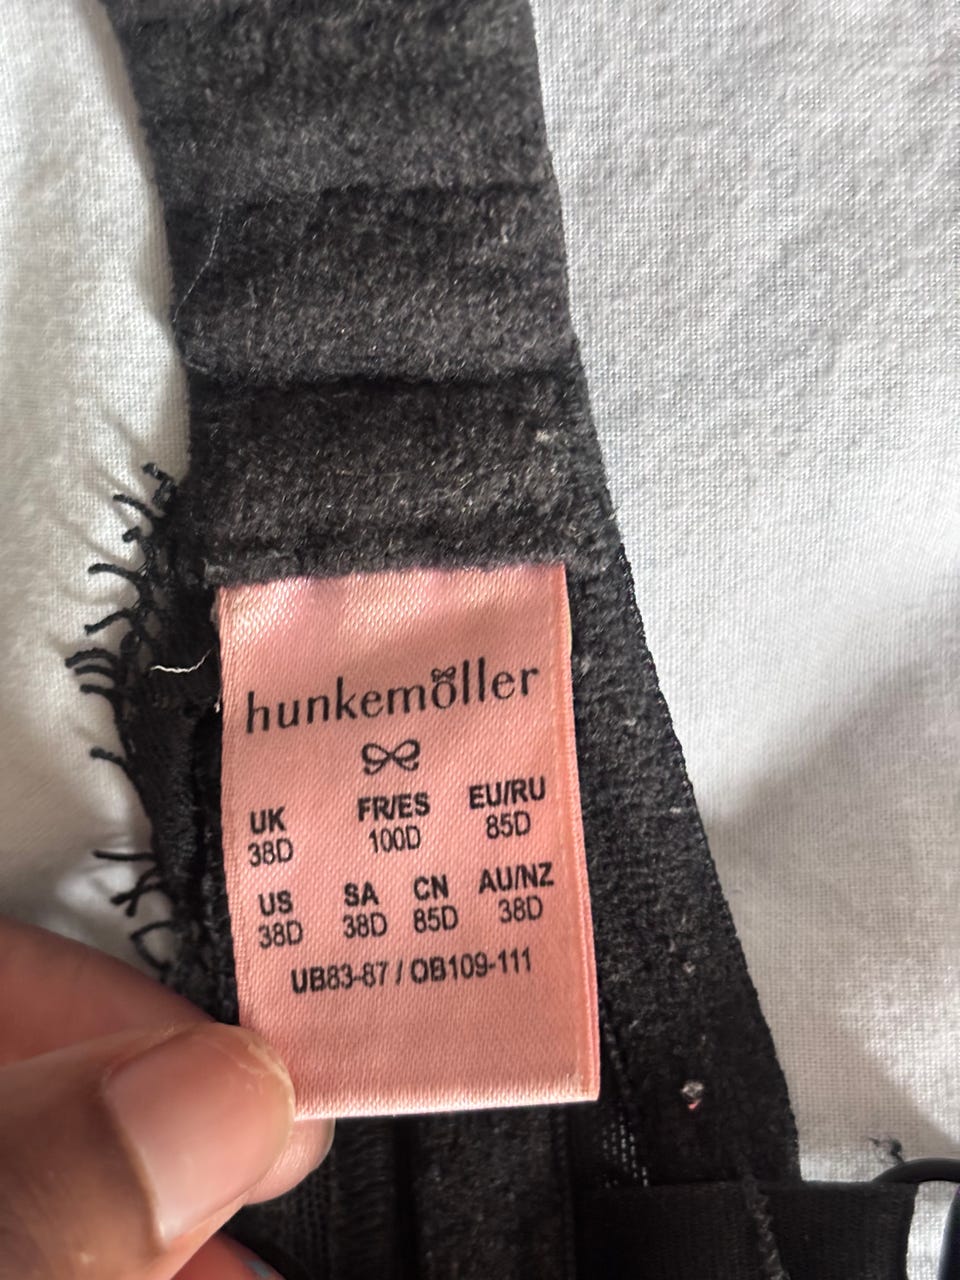 hunkemöller
UK FR/ES EU/RU
38D 100D 85D
US SA CN AU/NZ
38D 38D 85D 38D
UB83-87 / OB109-111